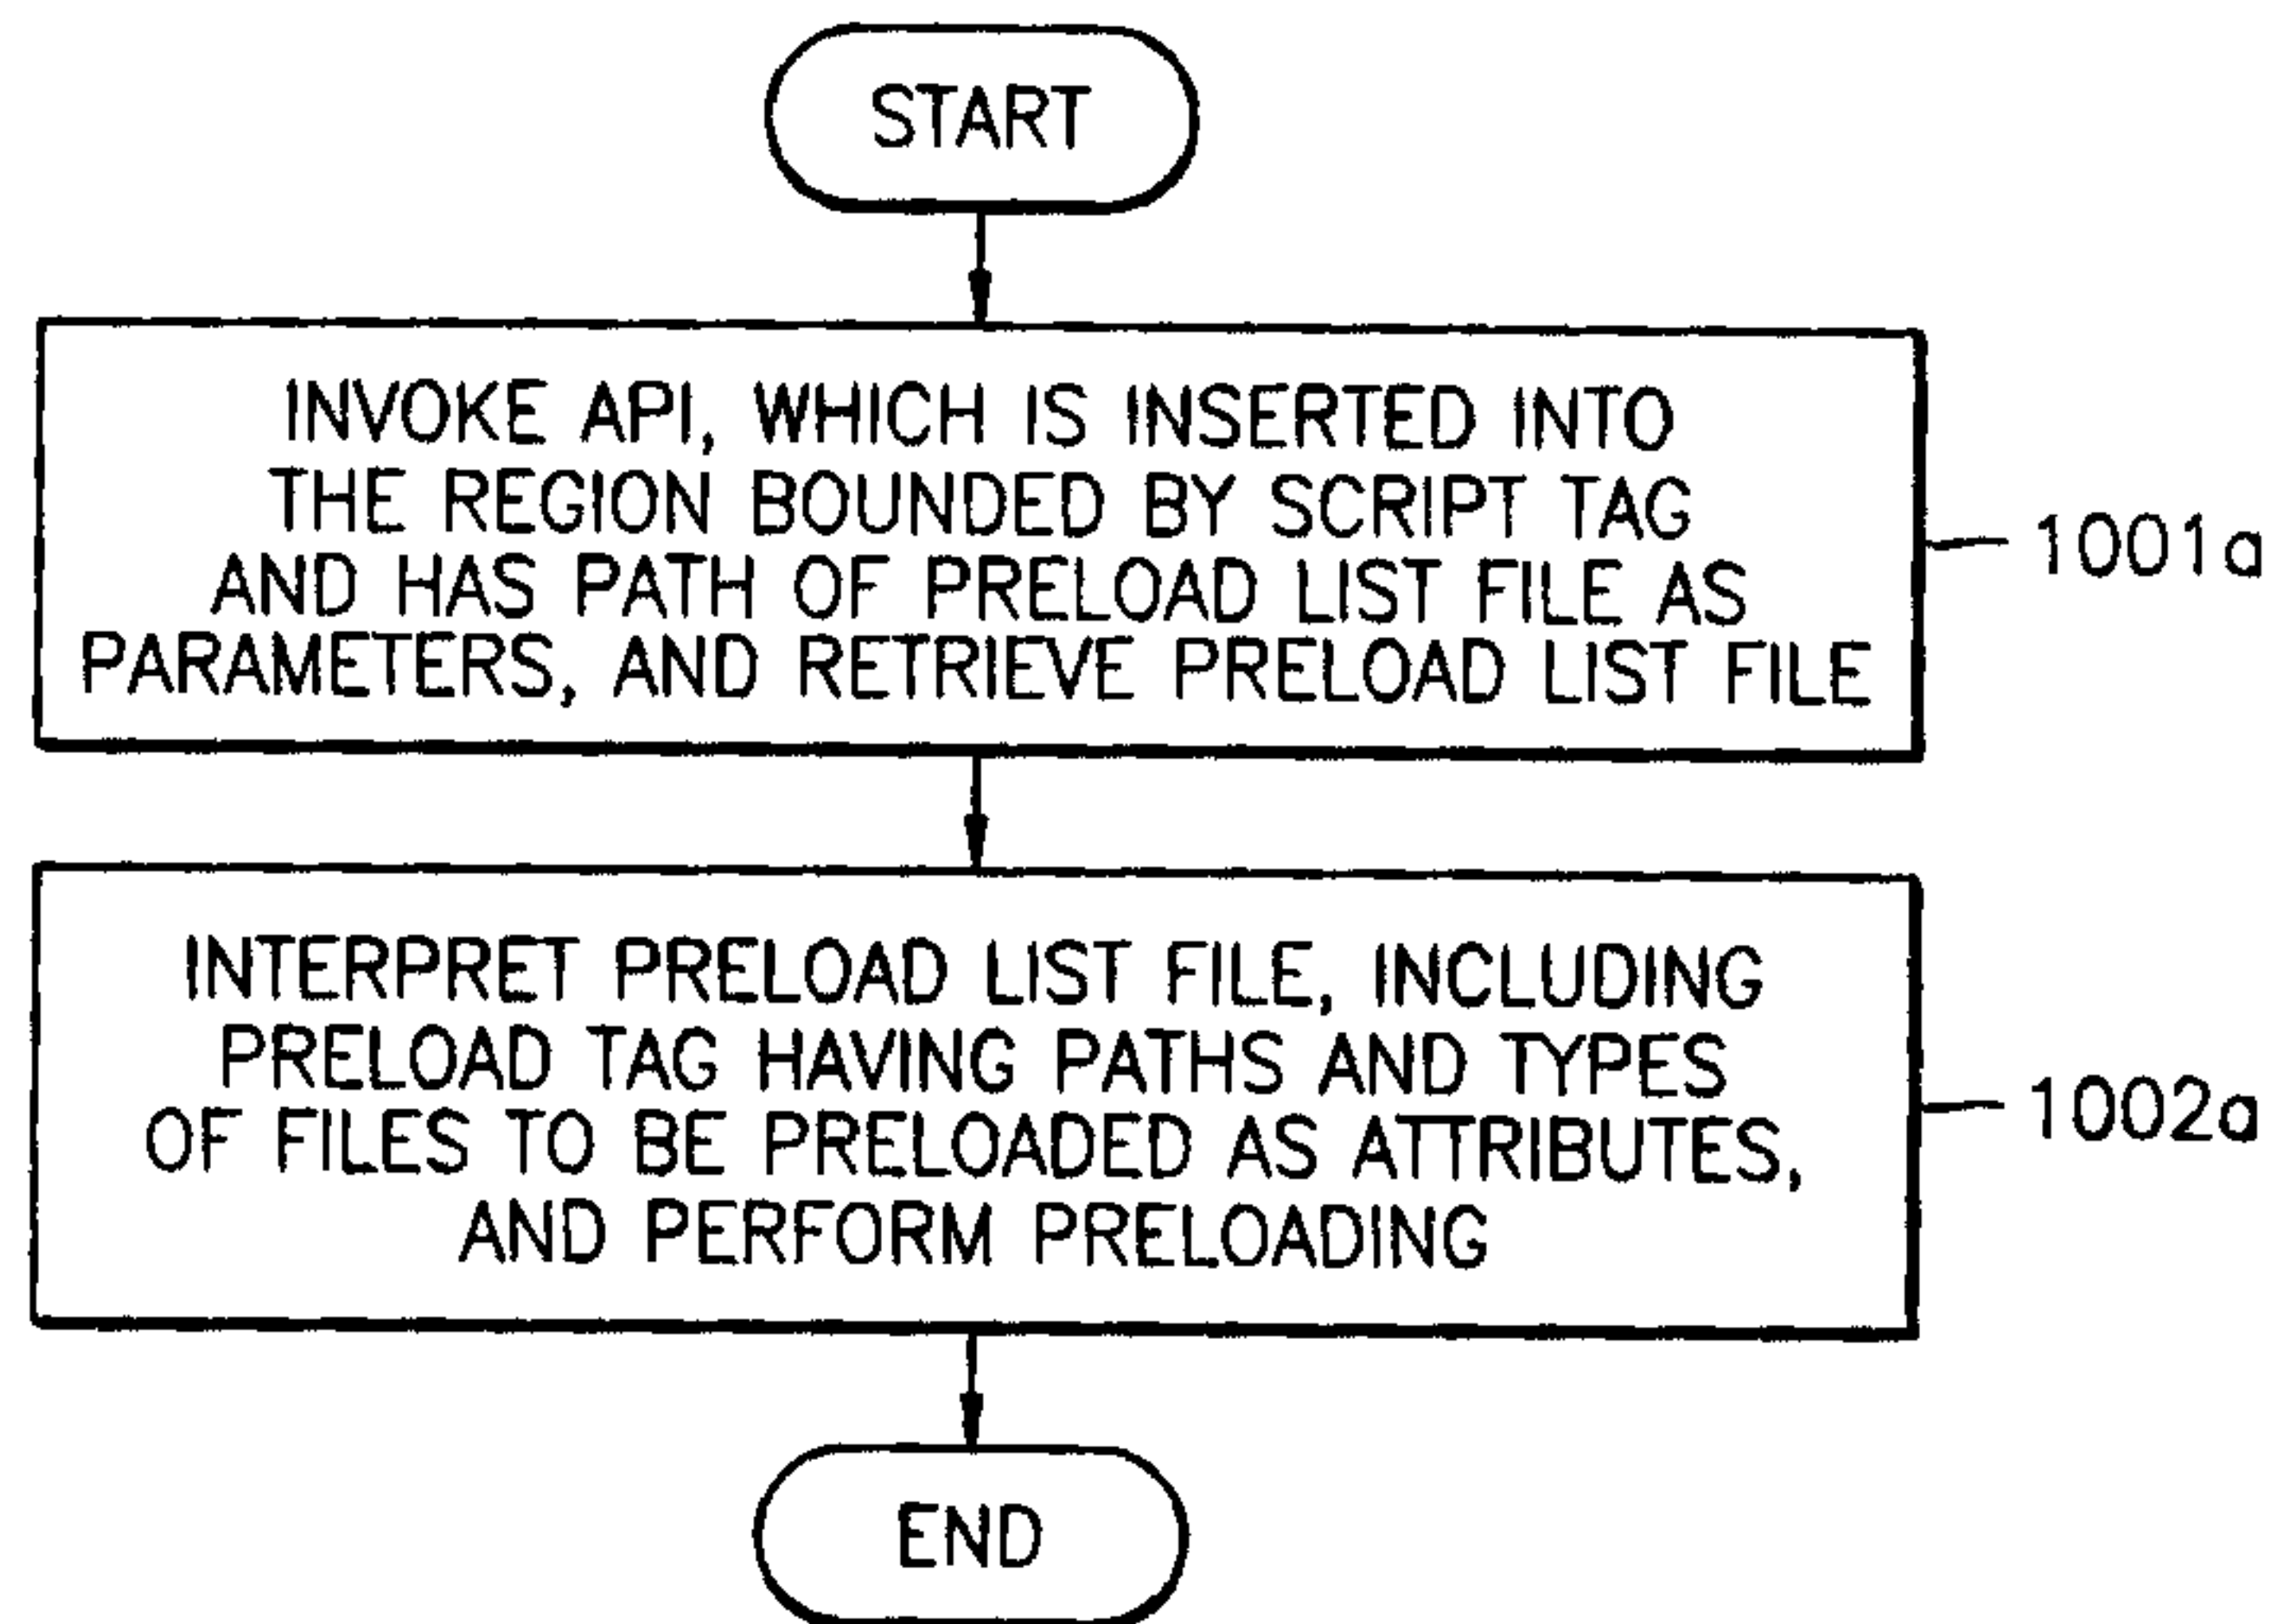 START
INVOKE API, WHICH IS INSERTED INTO
THE REGION BOUNDED BY SCRIPT TAG
AND HAS PATH OF PRELOAD LIST FILE AS
PARAMETERS, AND RETRIEVE PRELOAD LIST FILE
1001a
INTERPRET PRELOAD LIST FILE, INCLUDING
PRELOAD TAG HAVING PATHS AND TYPES
OF FILES TO BE PRELOADED AS ATTRIBUTES,
AND PERFORM PRELOADING
1002a
END